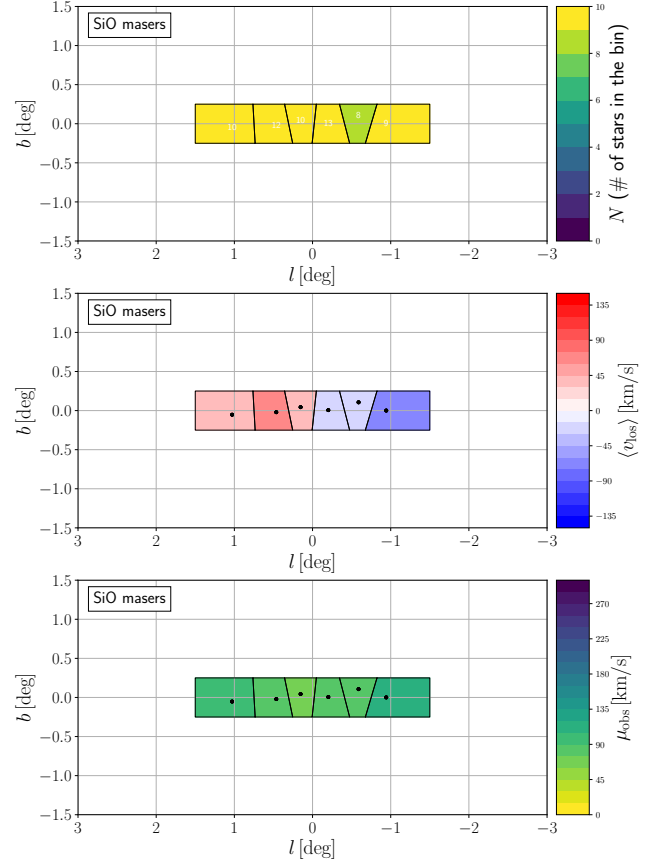 SiO masers
1.5
1.0
0.5
0.0
−0.5
−1.0
−1.5
b [deg]
10 12 10 11 8 9
3 2 1 0 −1 −2 −3
l [deg]
10
8
6
4
2
0
N (# of stars in the bin)
SiO masers
1.5
1.0
0.5
0.0
−0.5
−1.0
−1.5
b [deg]
3 2 1 0 −1 −2 −3
l [deg]
135
90
45
0
−45
−90
−135
⟨v_los⟩ [km/s]
SiO masers
1.5
1.0
0.5
0.0
−0.5
−1.0
−1.5
b [deg]
3 2 1 0 −1 −2 −3
l [deg]
270
225
180
135
90
45
0
μ_obs [km/s]